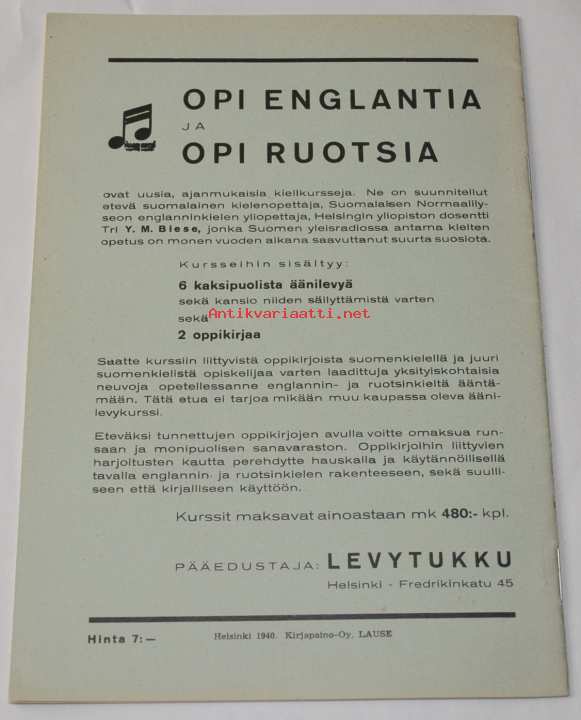 OPI ENGLANTIA
JA
OPI RUOTSIA
ovat uusia, ajanmukaisia kielikursseja. Ne on suunnitellut
etevä suomalainen kielenopettaja, Suomalaisen Normaalily-
seon englanninkielen yliopettaja, Helsingin yliopiston dosentti
Tri Y. M. Biese, jonka Suomen yleisradiossa antama kielten
opetus on monen vuoden aikana saavuttanut suurta suosiota.
Kursseihin sisältyy:
6 kaksipuolista äänilevyä
sekä kansio niiden säilyttämistä varten
Antikvariaatti.net
sekä
2 oppikirjaa
Saatte kurssiin liittyvistä oppikirjoista suomenkielellä ja juuri
suomenkielistä opiskelijaa varten laadittuja yksityiskohtaisia
neuvoja opetellessanne englannin- ja ruotsinkieltä ääntä-
mään. Tätä etua ei tarjoa mikään muu kaupassa oleva ääni-
levykurssi.
Eteväksi tunnettujen oppikirjojen avulla voitte omaksua run-
saan ja monipuolisen sanavaraston. Oppikirjoihin liittyvien
harjoitusten kautta perehdytte hauskalla ja käytännöllisellä
tavalla englannin- ja ruotsinkielen rakenteeseen, sekä suulli-
seen että kirjalliseen käyttöön.
Kurssit maksavat ainoastaan mk 480:- kpl.
PÄÄEDUSTAJA: LEVYTUKKU
Helsinki - Fredrikinkatu 45
Hinta 7:—
Helsinki 1940. Kirjapaino-Oy, LAUSE